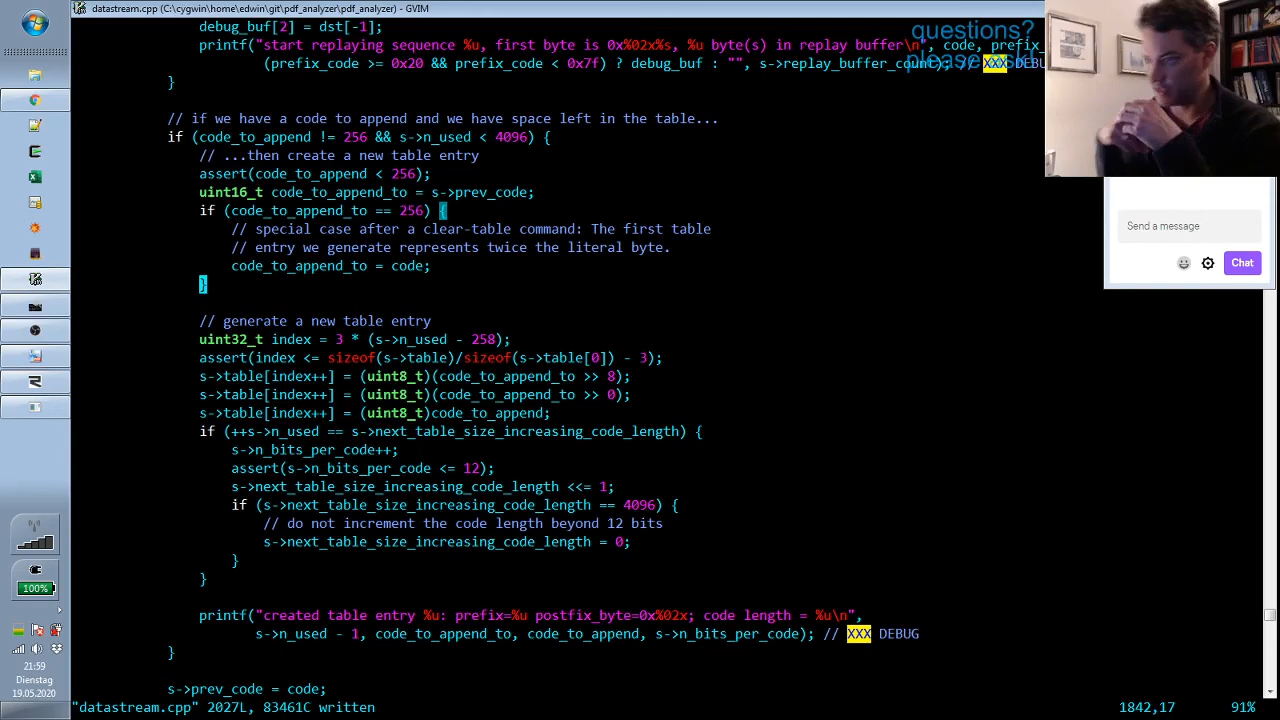 datastream.cpp (C:\cygwin\home\edwin\git\pdf_analyzer\pdf_analyzer) - GVIM
debug_buf[2] = dst[-1];
questions?
printf("start replaying sequence %u, first byte is 0x%02x%s, %u byte(s) in replay buffer\n", code, prefix_
please ask!
(prefix_code >= 0x20 && prefix_code < 0x7f) ? debug_buf : "", s->replay_buffer_count); // XXX DEBU
}
// if we have a code to append and we have space left in the table...
if (code_to_append != 256 && s->n_used < 4096) {
// ...then create a new table entry
assert(code_to_append < 256);
uint16_t code_to_append_to = s->prev_code;
if (code_to_append_to == 256) {
// special case after a clear-table command: The first table
// entry we generate represents twice the literal byte.
code_to_append_to = code;
}
Send a message
Chat
// generate a new table entry
uint32_t index = 3 * (s->n_used - 258);
assert(index <= sizeof(s->table)/sizeof(s->table[0]) - 3);
s->table[index++] = (uint8_t)(code_to_append_to >> 8);
s->table[index++] = (uint8_t)(code_to_append_to >> 0);
s->table[index++] = (uint8_t)code_to_append;
if (++s->n_used == s->next_table_size_increasing_code_length) {
s->n_bits_per_code++;
assert(s->n_bits_per_code <= 12);
s->next_table_size_increasing_code_length <<= 1;
if (s->next_table_size_increasing_code_length == 4096) {
// do not increment the code length beyond 12 bits
s->next_table_size_increasing_code_length = 0;
}
}
printf("created table entry %u: prefix=%u postfix_byte=0x%02x; code length = %u\n",
s->n_used - 1, code_to_append_to, code_to_append, s->n_bits_per_code); // XXX DEBUG
}
s->prev_code = code;
"datastream.cpp" 2027L, 83461C written
1842,17
91%
100%
21:59
Dienstag
19.05.2020